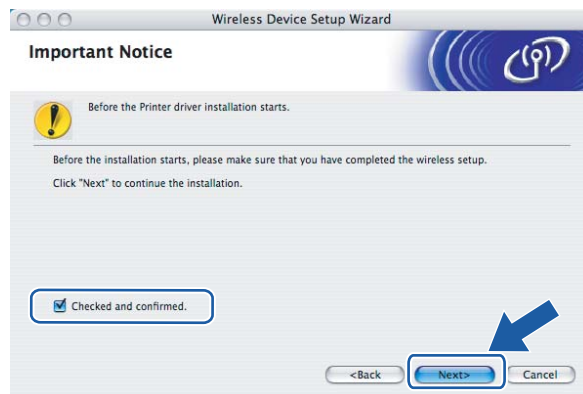 Wireless Device Setup Wizard
Important Notice
Before the Printer driver installation starts.
Before the installation starts, please make sure that you have completed the wireless setup.
Click "Next" to continue the installation.
Checked and confirmed.
<Back Next> Cancel